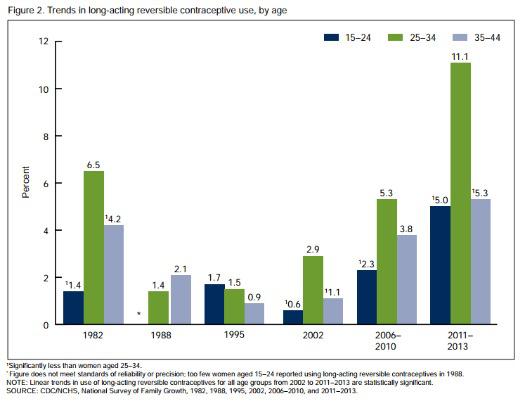 Figure 2. Trends in long-acting reversible contraceptive use, by age
15–24 25–34 35–44
12
10
8
6
4
2
0
Percent
¹1.4 6.5 ¹4.2
* 1.4 2.1
1.7 1.5 0.9
¹0.6 2.9 ¹1.1
¹2.3 5.3 3.8
¹5.0 11.1 ¹5.3
1982 1988 1995 2002 2006– 2011–
2010 2013
¹Significantly less than women aged 25–34.
* Figure does not meet standards of reliability or precision; too few women aged 15–24 reported using long-acting reversible contraceptives in 1988.
NOTE: Linear trends in use of long-acting reversible contraceptives for all age groups from 2002 to 2011–2013 are statistically significant.
SOURCE: CDC/NCHS, National Survey of Family Growth, 1982, 1988, 1995, 2002, 2006–2010, and 2011–2013.